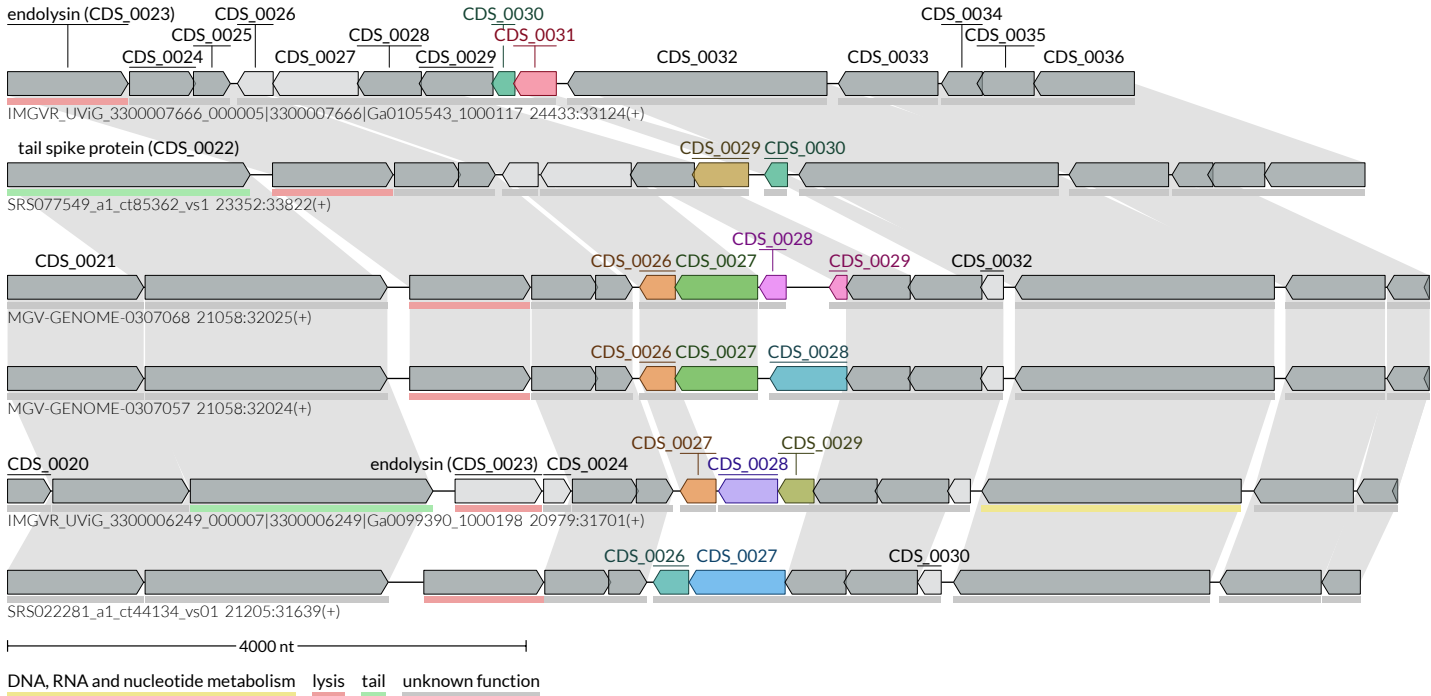 endolysin (CDS_0023) CDS_0026 CDS_0030 CDS_0034
CDS_0025 CDS_0028 CDS_0031 CDS_0035
CDS_0024 CDS_0027 CDS_0029 CDS_0032 CDS_0033 CDS_0036
IMGVR_UViG_3300007666_000005|3300007666|Ga0105543_1000117 24433:33124(+)
tail spike protein (CDS_0022) CDS_0029 CDS_0030
SRS077549_a1_ct85362_vs1 23352:33822(+)
CDS_0028
CDS_0021 CDS_0026 CDS_0027 CDS_0029 CDS_0032
MGV-GENOME-0307068 21058:32025(+)
CDS_0026 CDS_0027 CDS_0028
MGV-GENOME-0307057 21058:32024(+)
CDS_0027 CDS_0029
CDS_0020 endolysin (CDS_0023) CDS_0024 CDS_0028
IMGVR_UViG_3300006249_000007|3300006249|Ga0099390_1000198 20979:31701(+)
CDS_0026 CDS_0027 CDS_0030
SRS022281_a1_ct44134_vs01 21205:31639(+)
4000 nt
DNA, RNA and nucleotide metabolism lysis tail unknown function